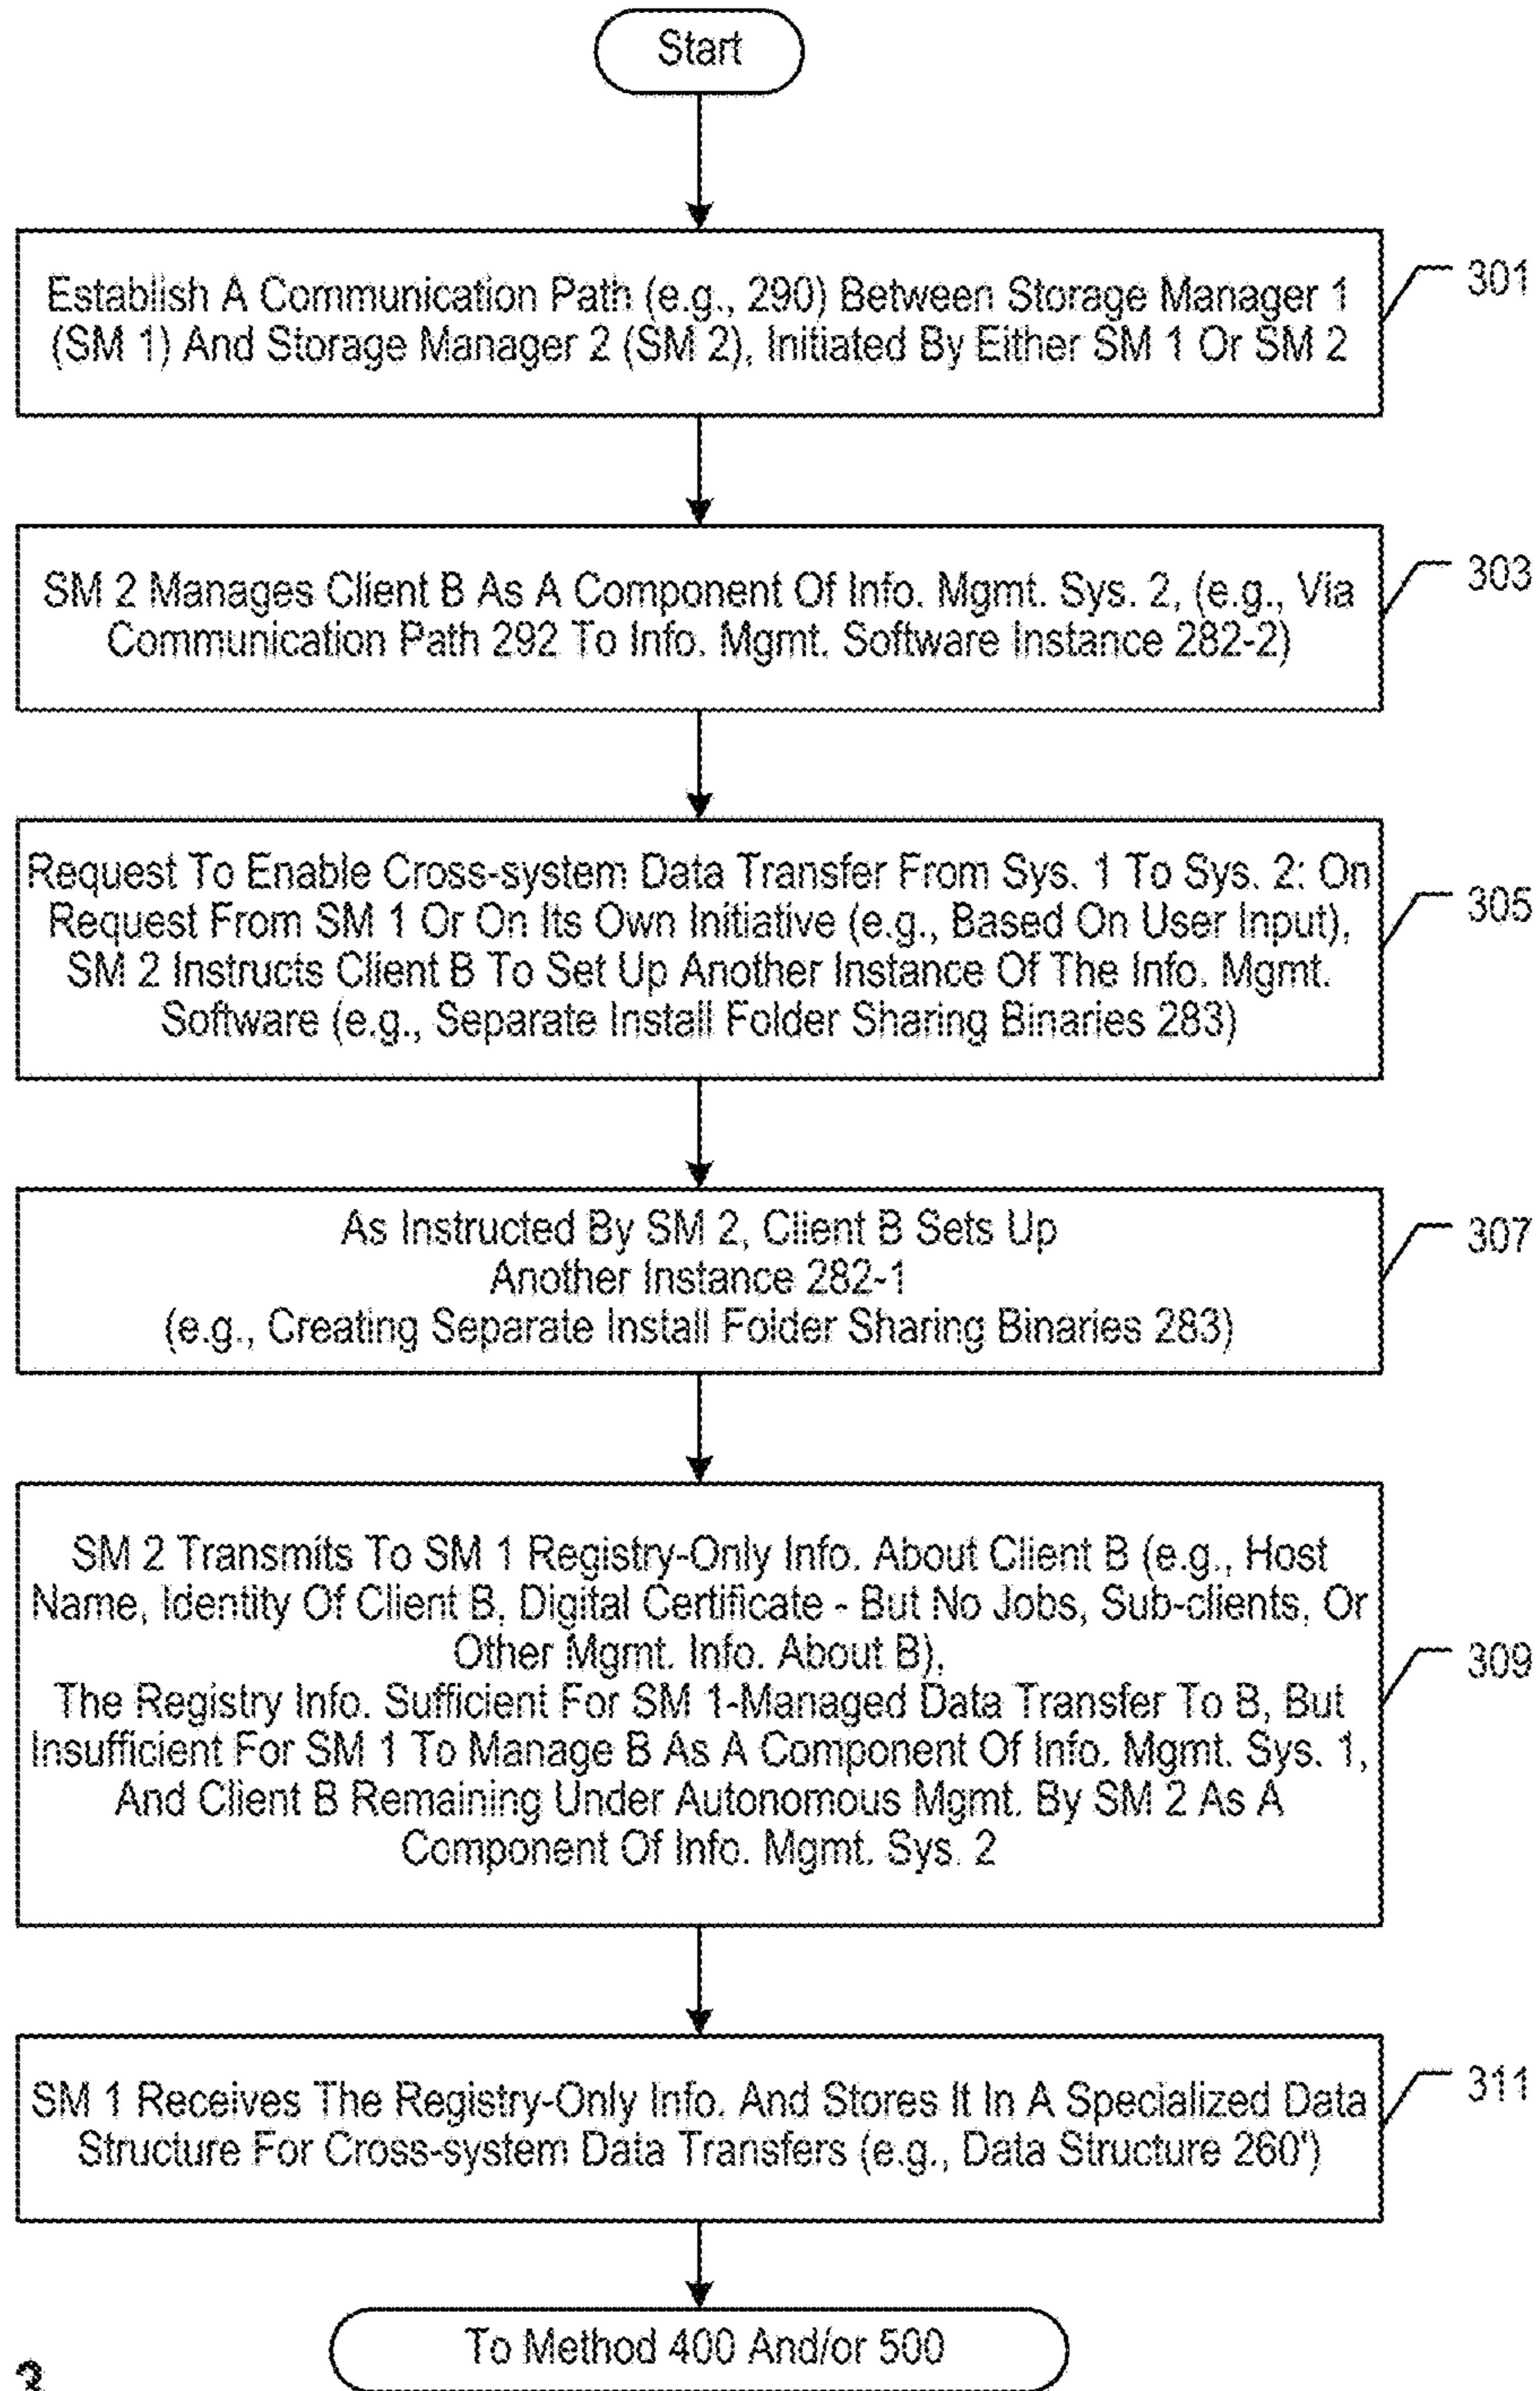 Start
Establish A Communication Path (e.g., 290) Between Storage Manager 1
(SM 1) And Storage Manager 2 (SM 2), Initiated By Either SM 1 Or SM 2
301
SM 2 Manages Client B As A Component Of Info. Mgmt. Sys. 2, (e.g., Via
Communication Path 292 To Info. Mgmt. Software Instance 282-2)
303
Request To Enable Cross-system Data Transfer From Sys. 1 To Sys. 2: On
Request From SM 1 Or On Its Own Initiative (e.g., Based On User Input),
SM 2 Instructs Client B To Set Up Another Instance Of The Info. Mgmt.
Software (e.g., Separate Install Folder Sharing Binaries 283)
305
As Instructed By SM 2, Client B Sets Up
Another Instance 282-1
(e.g., Creating Separate Install Folder Sharing Binaries 283)
307
SM 2 Transmits To SM 1 Registry-Only Info. About Client B (e.g., Host
Name, Identity Of Client B, Digital Certificate - But No Jobs, Sub-clients, Or
Other Mgmt. Info. About B),
The Registry Info. Sufficient For SM 1-Managed Data Transfer To B, But
Insufficient For SM 1 To Manage B As A Component Of Info. Mgmt. Sys. 1,
And Client B Remaining Under Autonomous Mgmt. By SM 2 As A
Component Of Info. Mgmt. Sys. 2
309
SM 1 Receives The Registry-Only Info. And Stores It In A Specialized Data
Structure For Cross-system Data Transfers (e.g., Data Structure 260')
311
To Method 400 And/or 500
3